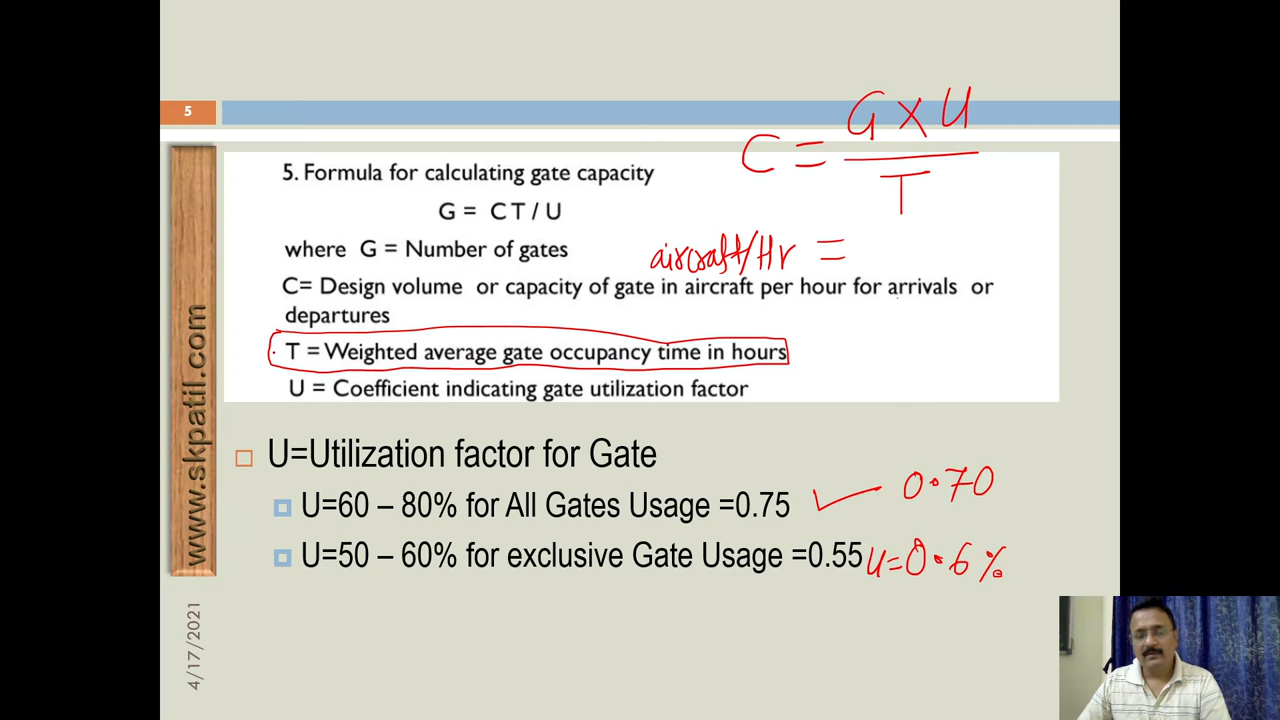 5
C = G × U / T
5. Formula for calculating gate capacity
G = C T / U
where G = Number of gates
aircraft/Hr =
C= Design volume or capacity of gate in aircraft per hour for arrivals or
departures
T = Weighted average gate occupancy time in hours
U = Coefficient indicating gate utilization factor
U=Utilization factor for Gate
U=60 – 80% for All Gates Usage =0.75
0.70
U=50 – 60% for exclusive Gate Usage =0.55
U=0.6%
www.skpatil.com
4/17/2021